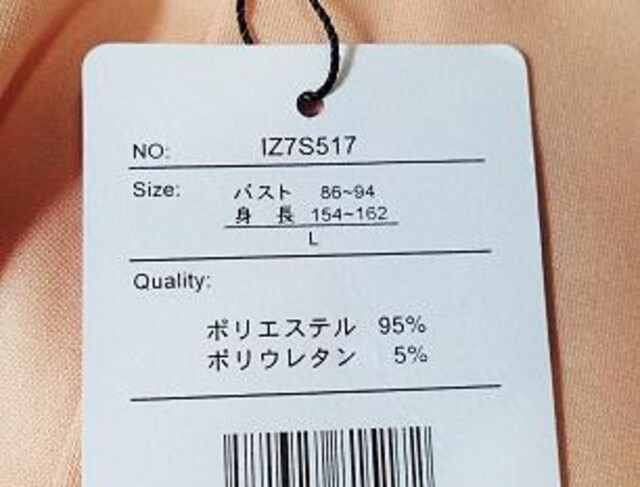 NO: IZ7S517
Size: バスト 86~94
身 長 154~162
L
Quality:
ポリエステル 95%
ポリウレタン 5%